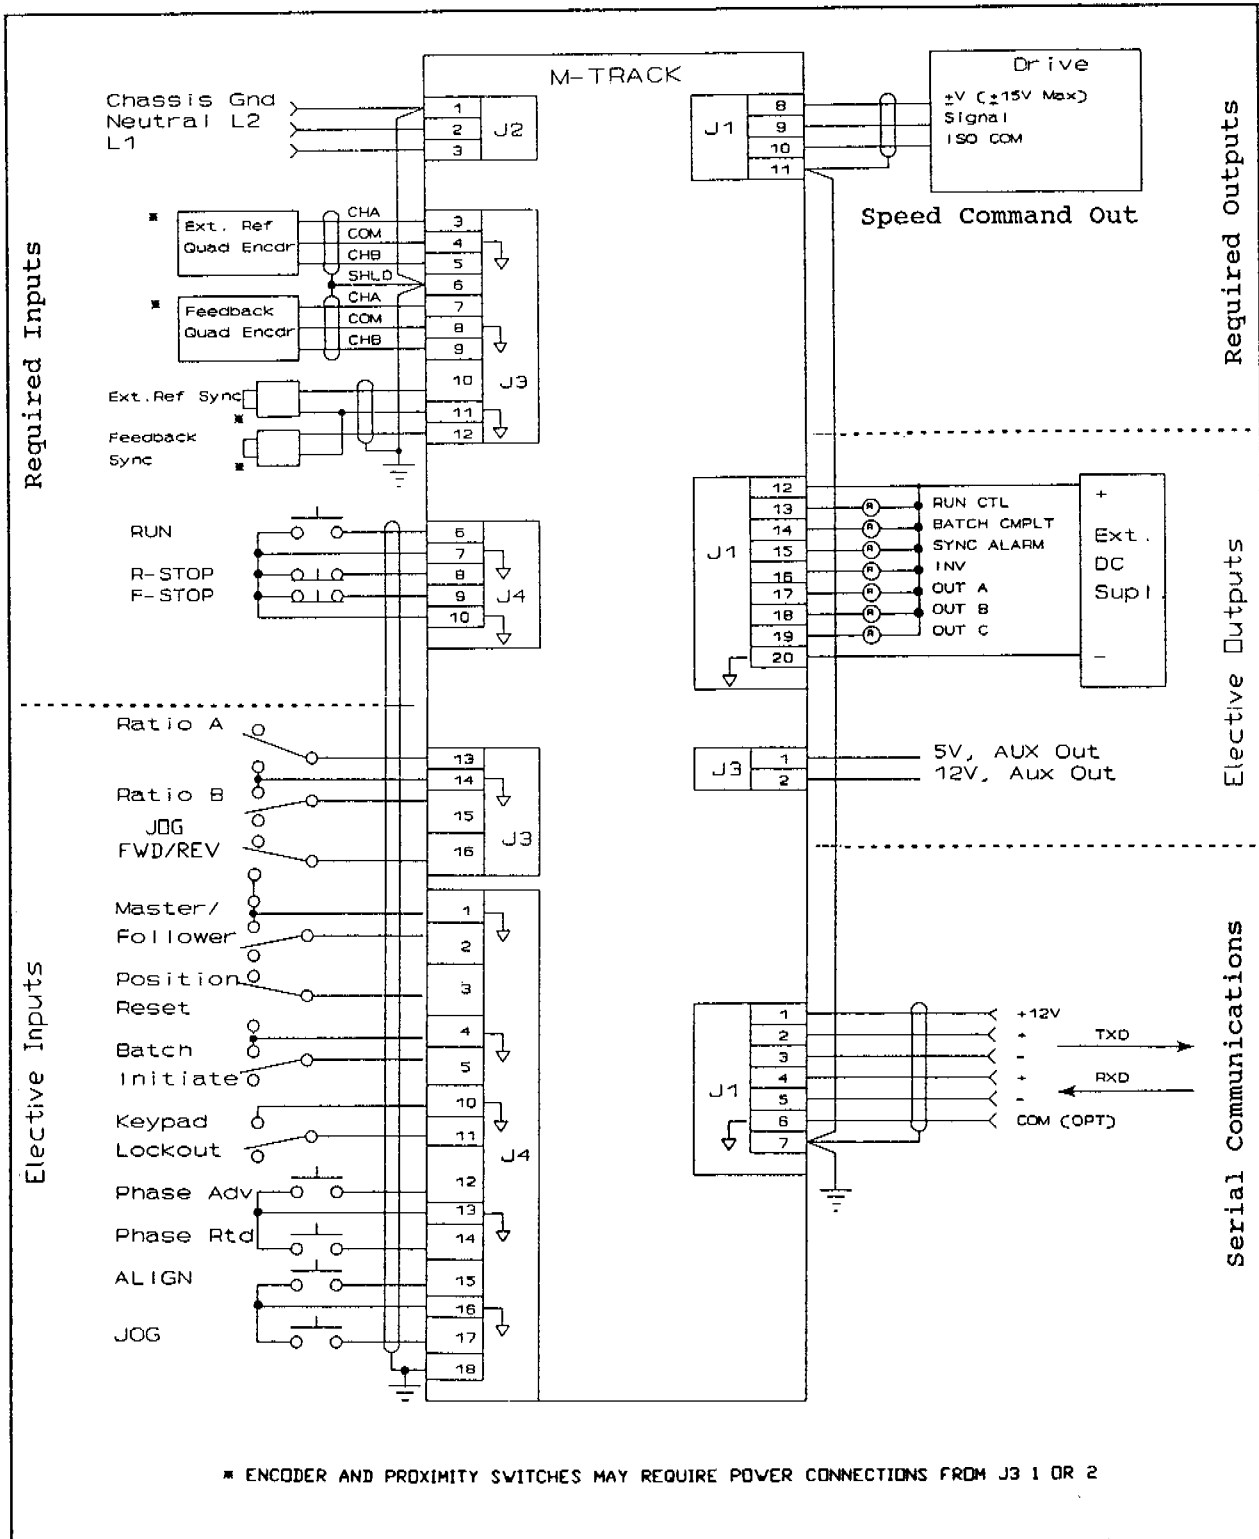 M-TRACK
Required Inputs
Chassis Gnd
Neutral L2
L1
1
2
3
J2
*
Ext. Ref
Quad Encdr
CHA
COM
CHB
SHLD
*
Feedback
Quad Encdr
CHA
COM
CHB
Ext.Ref Sync
*
Feedback
Sync
*
3
4
5
6
7
8
9
10
11
12
J3
RUN
R-STOP
F-STOP
6
7
8
9
10
J4
Elective Inputs
Ratio A
Ratio B
JOG
FWD/REV
13
14
15
16
J3
Master/
Follower
Position
Reset
Batch
Initiate
Keypad
Lockout
Phase Adv
Phase Rtd
ALIGN
JOG
1
2
3
4
5
10
11
12
13
14
15
16
17
18
J4
Required Outputs
J1
8
9
10
11
Drive
±V (±15V Max)
Signal
ISO COM
Speed Command Out
Elective Outputs
J1
12
13
14
15
16
17
18
19
20
R
R
R
R
R
R
R
RUN CTL
BATCH CMPLT
SYNC ALARM
INV
OUT A
OUT B
OUT C
+
Ext.
DC
Supl.
-
J3
1
2
5V, AUX Out
12V, Aux Out
Serial Communications
J1
1
2
3
4
5
6
7
+12V
+
-
TXD
+
-
RXD
COM (OPT)
* ENCODER AND PROXIMITY SWITCHES MAY REQUIRE POWER CONNECTIONS FROM J3 1 OR 2